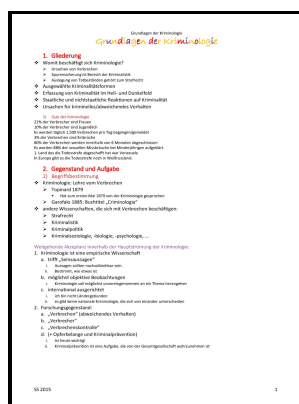 Grundlagen der Kriminologie
Grundlagen der Kriminologie
1. Gliederung
❖ Womit beschäftigt sich Kriminologie?
➢ Ursachen von Verbrechen
➢ Spurensicherung ist Bereich der Kriminalistik
➢ Auslegung von Tatbeständen gehört zum Strafrecht
❖ Ausgewählte Kriminalitätsformen
❖ Erfassung von Kriminalität im Hell- und Dunkelfeld
❖ Staatliche und nichtstaatliche Reaktionen auf Kriminalität
❖ Ursachen für kriminelles/abweichendes Verhalten
1) Quiz der Kriminologie
21% der Verbrecher sind Frauen
10% der Verbrecher sind Jugendlich
Es werden täglich 1.500 Verbrechen pro Tag begangen/gemeldet
3% der Verbrechen sind Einbrüche
80% der Verbrechen werden innerhalb von 6 Monaten abgeschlossen
Es werden 88% der sexuellen Missbräuche bei Minderjährigen aufgeklärt
1. Land das die Todesstrafe abgeschafft hat war Venezuela
In Europa gibt es die Todesstrafe noch in Weißrussland.
2. Gegenstand und Aufgabe
2) Begriffsbestimmung
❖ Kriminologie: Lehre vom Verbrechen
➢ Topinard 1879
Hier zum ersten Mal 1879 von der Kriminologie gesprochen
➢ Garofalo 1885: Buchtitel „Criminologia"
❖ andere Wissenschaften, die sich mit Verbrechen beschäftigen:
➢ Strafrecht
➢ Kriminalistik
➢ Kriminalpolitik
➢ Kriminalsoziologie, -biologie, -psychologie, ...
Weitgehende Akzeptanz innerhalb der Hauptströmung der Kriminologie:
1. Kriminologie ist eine empirische Wissenschaft
a. trifft „Seinsaussagen"
i. Aussagen sollten nachvollziehbar sein.
ii. Bestimmt, wie etwas ist
b. möglichst objektive Beobachtungen
i. Kriminologie soll möglichst unvoreingenommen an ein Thema herangehen
c. international ausgerichtet
i. ich bin nicht Ländergebunden
ii. es gibt keine nationale Kriminologie, die sich von einander unterscheiden
2. Forschungsgegenstand:
a. „Verbrechen" (abweichendes Verhalten)
b. „Verbrecher"
c. „Verbrechenskontrolle"
d. (+ Opferbelange und Kriminalprävention)
i. Ist heute wichtig!
ii. Kriminalprävention ist eine Aufgabe, die von der Gesamtgesellschaft wahrzunehmen ist
SS 2015 1